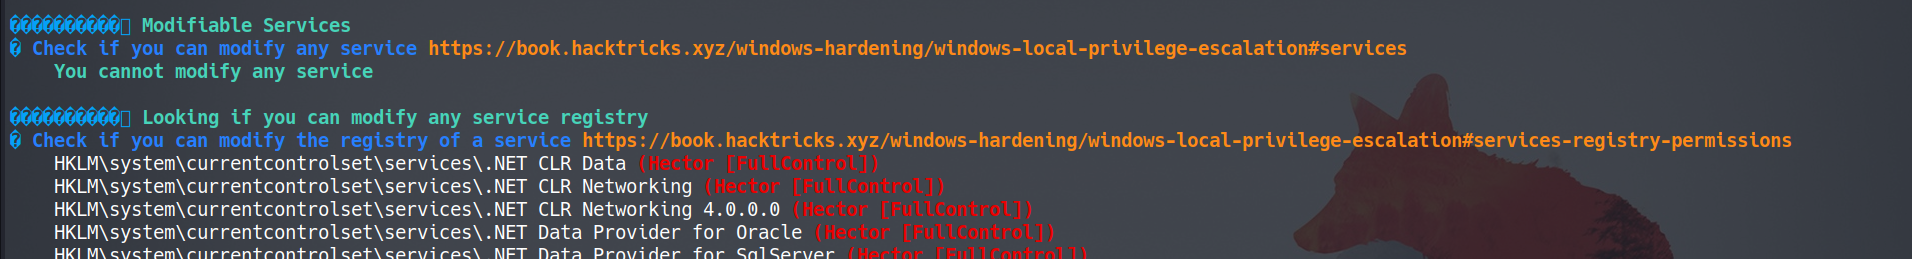 ������������ Modifiable Services
� Check if you can modify any service https://book.hacktricks.xyz/windows-hardening/windows-local-privilege-escalation#services
You cannot modify any service
������������ Looking if you can modify any service registry
� Check if you can modify the registry of a service https://book.hacktricks.xyz/windows-hardening/windows-local-privilege-escalation#services-registry-permissions
HKLM\system\currentcontrolset\services\.NET CLR Data (Hector [FullControl])
HKLM\system\currentcontrolset\services\.NET CLR Networking (Hector [FullControl])
HKLM\system\currentcontrolset\services\.NET CLR Networking 4.0.0.0 (Hector [FullControl])
HKLM\system\currentcontrolset\services\.NET Data Provider for Oracle (Hector [FullControl])
HKLM\system\currentcontrolset\services\.NET Data Provider for SqlServer (Hector [FullControl])